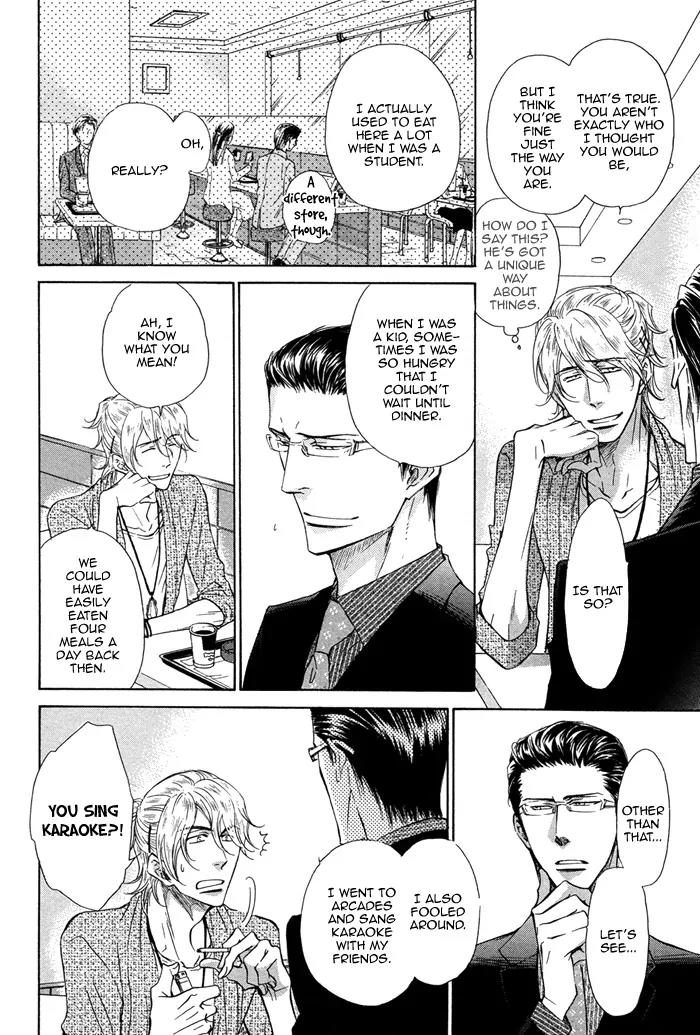 THAT'S TRUE.
YOU AREN'T
EXACTLY WHO
I THOUGHT
YOU WOULD
BE,
BUT I
THINK
YOU'RE
FINE
JUST
THE WAY
YOU
ARE.
HOW DO I
SAY THIS?
HE'S GOT
A UNIQUE
WAY
ABOUT
THINGS.
IS THAT
SO?
I ACTUALLY
USED TO EAT
HERE A LOT
WHEN I WAS A
STUDENT.
A
different
store,
though.
OH,
REALLY?
WHEN I WAS
A KID, SOME-
TIMES I WAS
SO HUNGRY
THAT I
COULDN'T
WAIT UNTIL
DINNER.
AH, I
KNOW
WHAT YOU
MEAN!
WE
COULD
HAVE
EASILY
EATEN
FOUR
MEALS A
DAY BACK
THEN.
OTHER
THAN
THAT...
LET'S
SEE...
I ALSO
FOOLED
AROUND.
I WENT TO
ARCADES
AND SANG
KARAOKE
WITH MY
FRIENDS.
YOU SING
KARAOKE?!